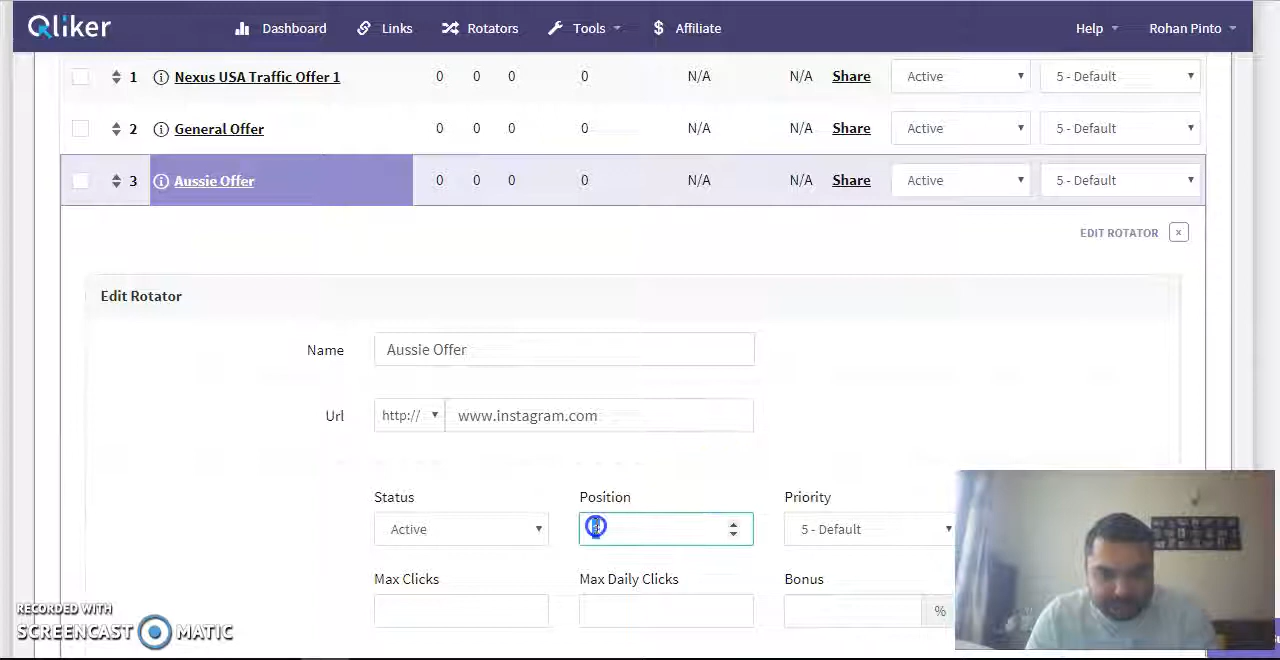 Qliker Dashboard Links Rotators Tools Affiliate Help Rohan Pinto
1 Nexus USA Traffic Offer 1 0 0 0 0 N/A N/A Share Active 5 - Default
2 General Offer 0 0 0 0 N/A N/A Share Active 5 - Default
3 Aussie Offer 0 0 0 0 N/A N/A Share Active 5 - Default
EDIT ROTATOR x
Edit Rotator
Name Aussie Offer
Url http:// www.instagram.com
Status Position Priority
Active 5 - Default
Max Clicks Max Daily Clicks Bonus
%
RECORDED WITH
SCREENCAST MATIC